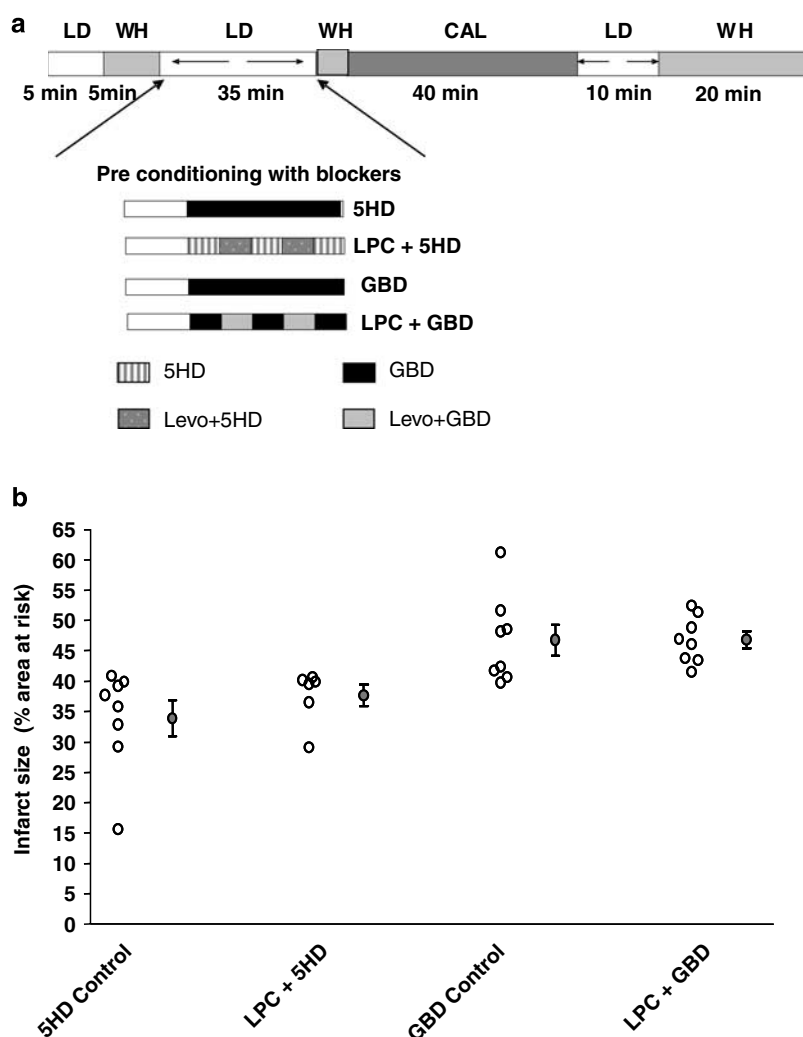 a
LD WH LD WH CAL LD WH
5 min 5min 35 min 40 min 10 min 20 min
Pre conditioning with blockers
5HD
LPC + 5HD
GBD
LPC + GBD
5HD GBD
Levo+5HD Levo+GBD
b
Infarct size (% area at risk)
65
60
55
50
45
40
35
30
25
20
15
10
5
0
5HD Control LPC + 5HD GBD Control LPC + GBD